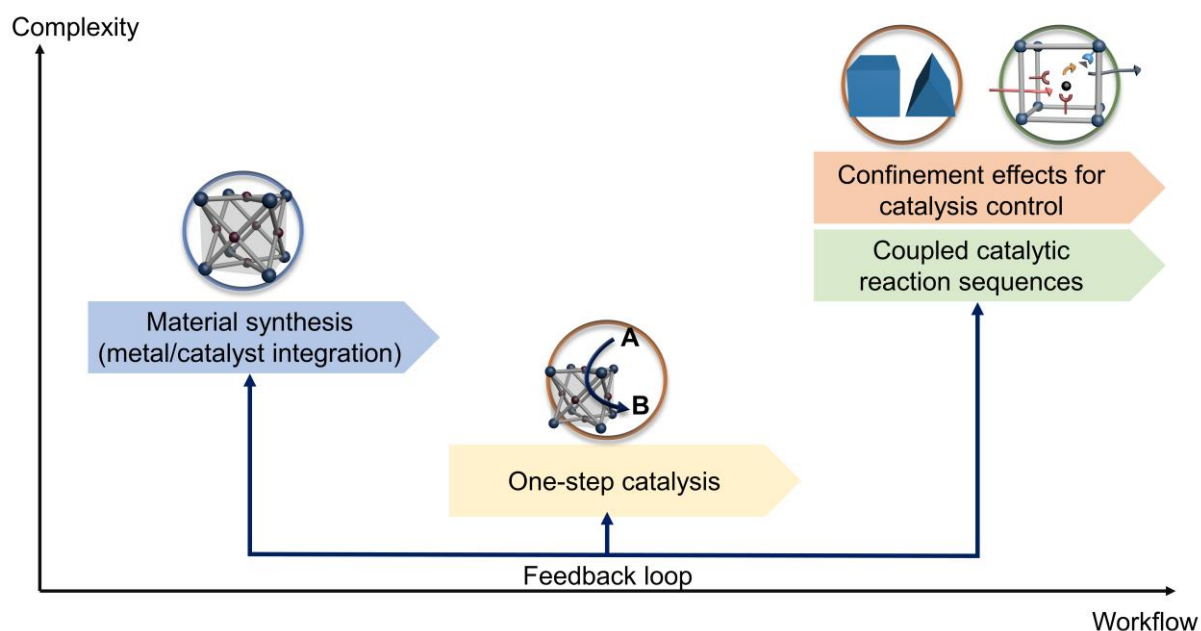 Complexity
Confinement effects for
catalysis control
Coupled catalytic
reaction sequences
Material synthesis
(metal/catalyst integration)
A
B
One-step catalysis
Feedback loop
Workflow